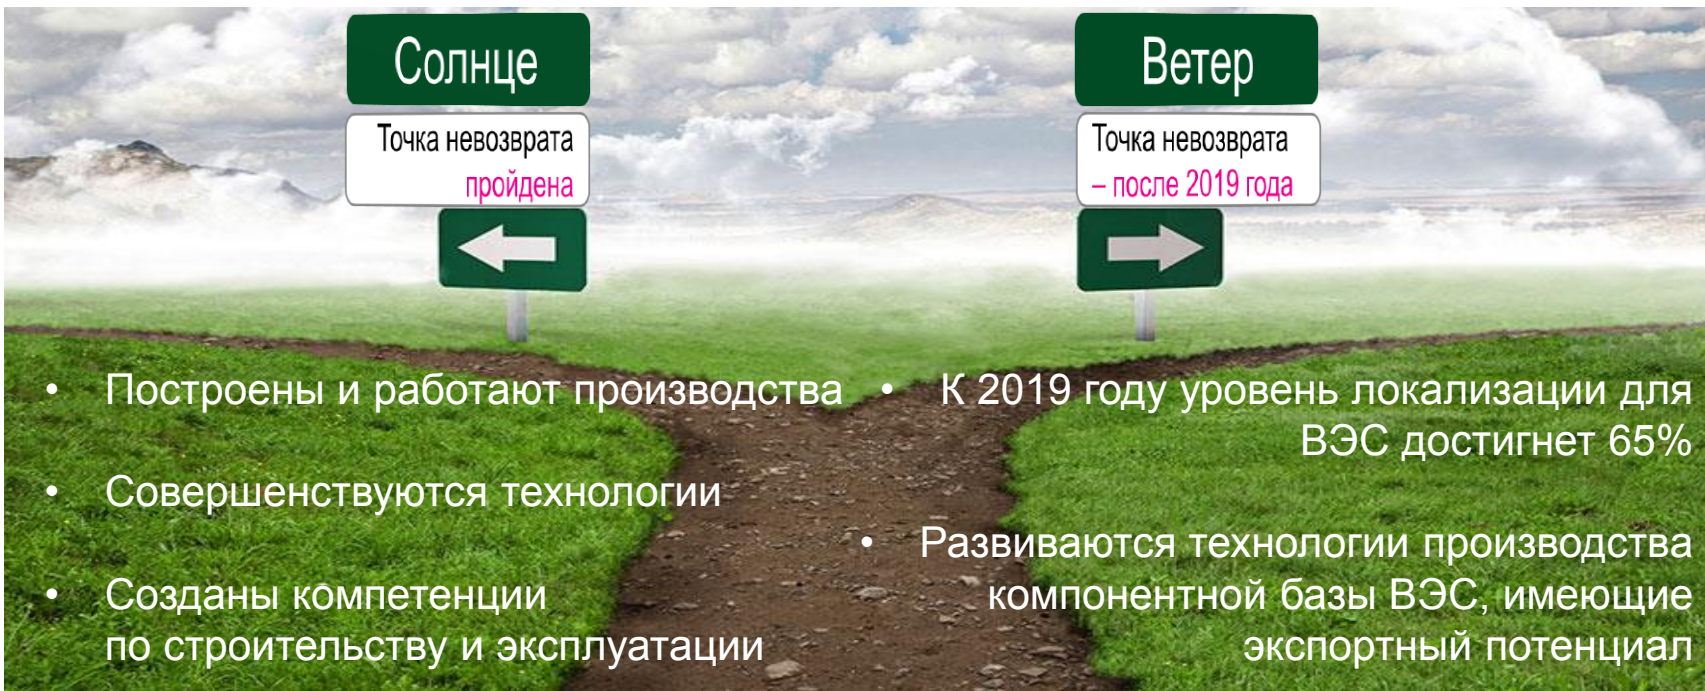 Солнце
Точка невозврата
пройдена
Ветер
Точка невозврата
– после 2019 года
• Построены и работают производства
• Совершенствуются технологии
• Созданы компетенции
по строительству и эксплуатации
• К 2019 году уровень локализации для
ВЭС достигнет 65%
• Развиваются технологии производства
компонентной базы ВЭС, имеющие
экспортный потенциал